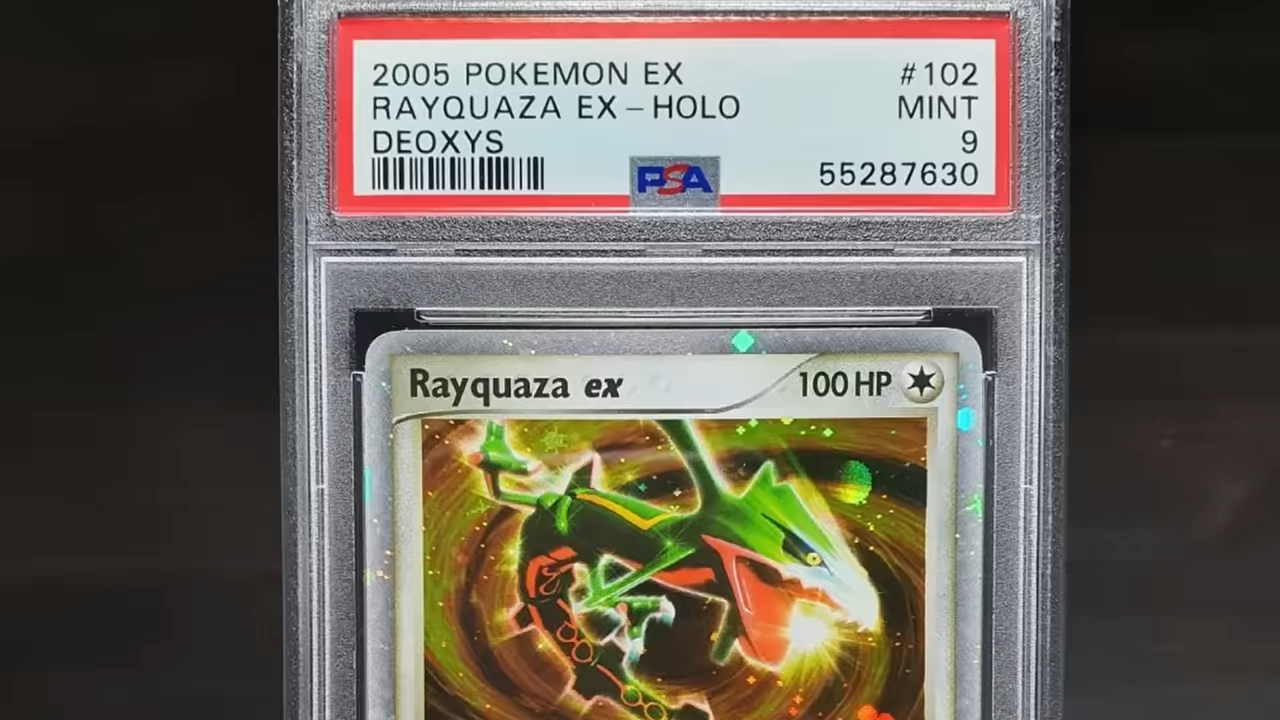 2005 POKEMON EX #102
RAYQUAZA EX – HOLO MINT
DEOXYS 9
PSA 55287630
Rayquaza ex 100 HP